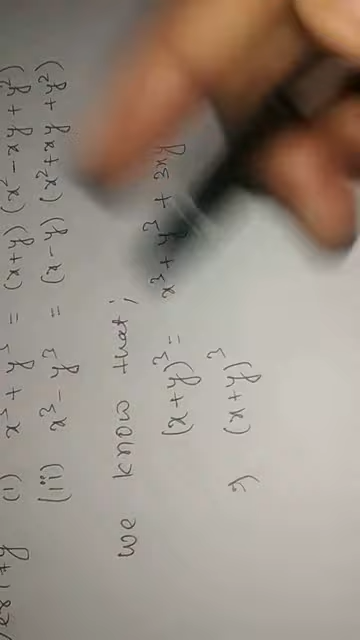 (i) x³ + y³ = (x+y) (x² - xy + y²)
(ii) x³ - y³ = (x-y) (x² + xy + y²)
we know that;
(x+y)³ = x³ + y³ + 3xy
⇒ (x+y)³